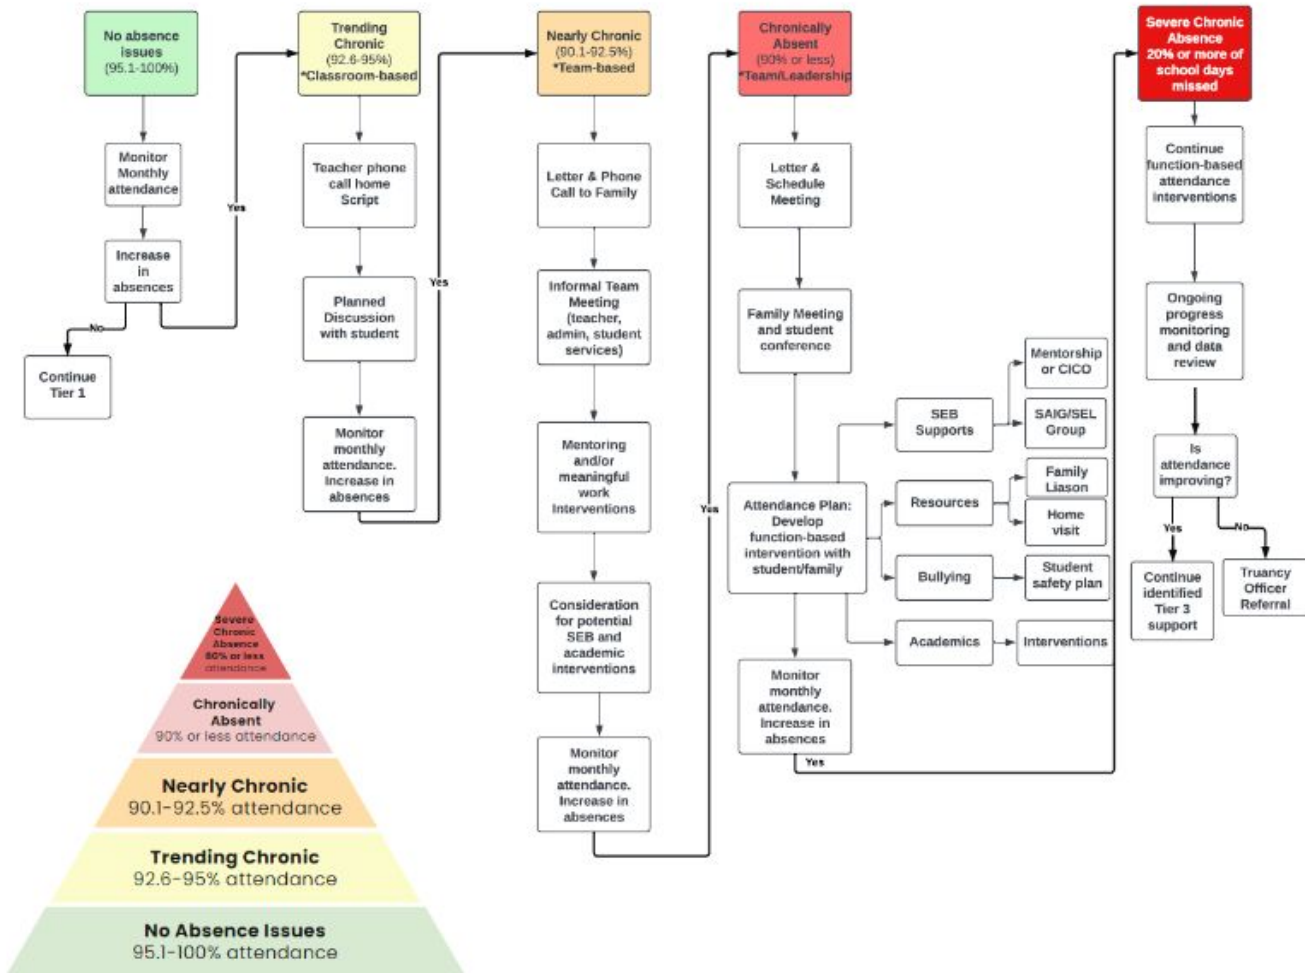 No absence
issues
(95.1-100%)
Monitor
Monthly
attendance
Increase
in
absences
No
Continue
Tier 1
Yes
Trending
Chronic
(92.6-95%)
*Classroom-based
Teacher phone
call home
Script
Planned
Discussion
with student
Monitor
monthly
attendance.
Increase in
absences
Yes
Nearly Chronic
(90.1-92.5%)
*Team-based
Letter & Phone
Call to Family
Informal Team
Meeting
(teacher,
admin, student
services)
Mentoring
and/or
meaningful
work
Interventions
Consideration
for potential
SEB and
academic
interventions
Monitor
monthly
attendance.
Increase in
absences
Yes
Chronically
Absent
(90% or less)
*Team/Leadership
Letter &
Schedule
Meeting
Family Meeting
and student
conference
Attendance Plan:
Develop
function-based
intervention with
student/family
SEB
Supports
Mentorship
or CICO
SAIG/SEL
Group
Resources
Family
Liason
Home
visit
Bullying
Student
safety plan
Academics
Interventions
Monitor
monthly
attendance.
Increase in
absences
Yes
Severe Chronic
Absence
20% or more of
school days
missed
Continue
function-based
attendance
interventions
Ongoing
progress
monitoring
and data
review
Is
attendance
improving?
Yes
No
Continue
identified
Tier 3
support
Truancy
Officer
Referral
Severe
Chronic
Absence
80% or less
attendance
Chronically
Absent
90% or less attendance
Nearly Chronic
90.1-92.5% attendance
Trending Chronic
92.6-95% attendance
No Absence Issues
95.1-100% attendance